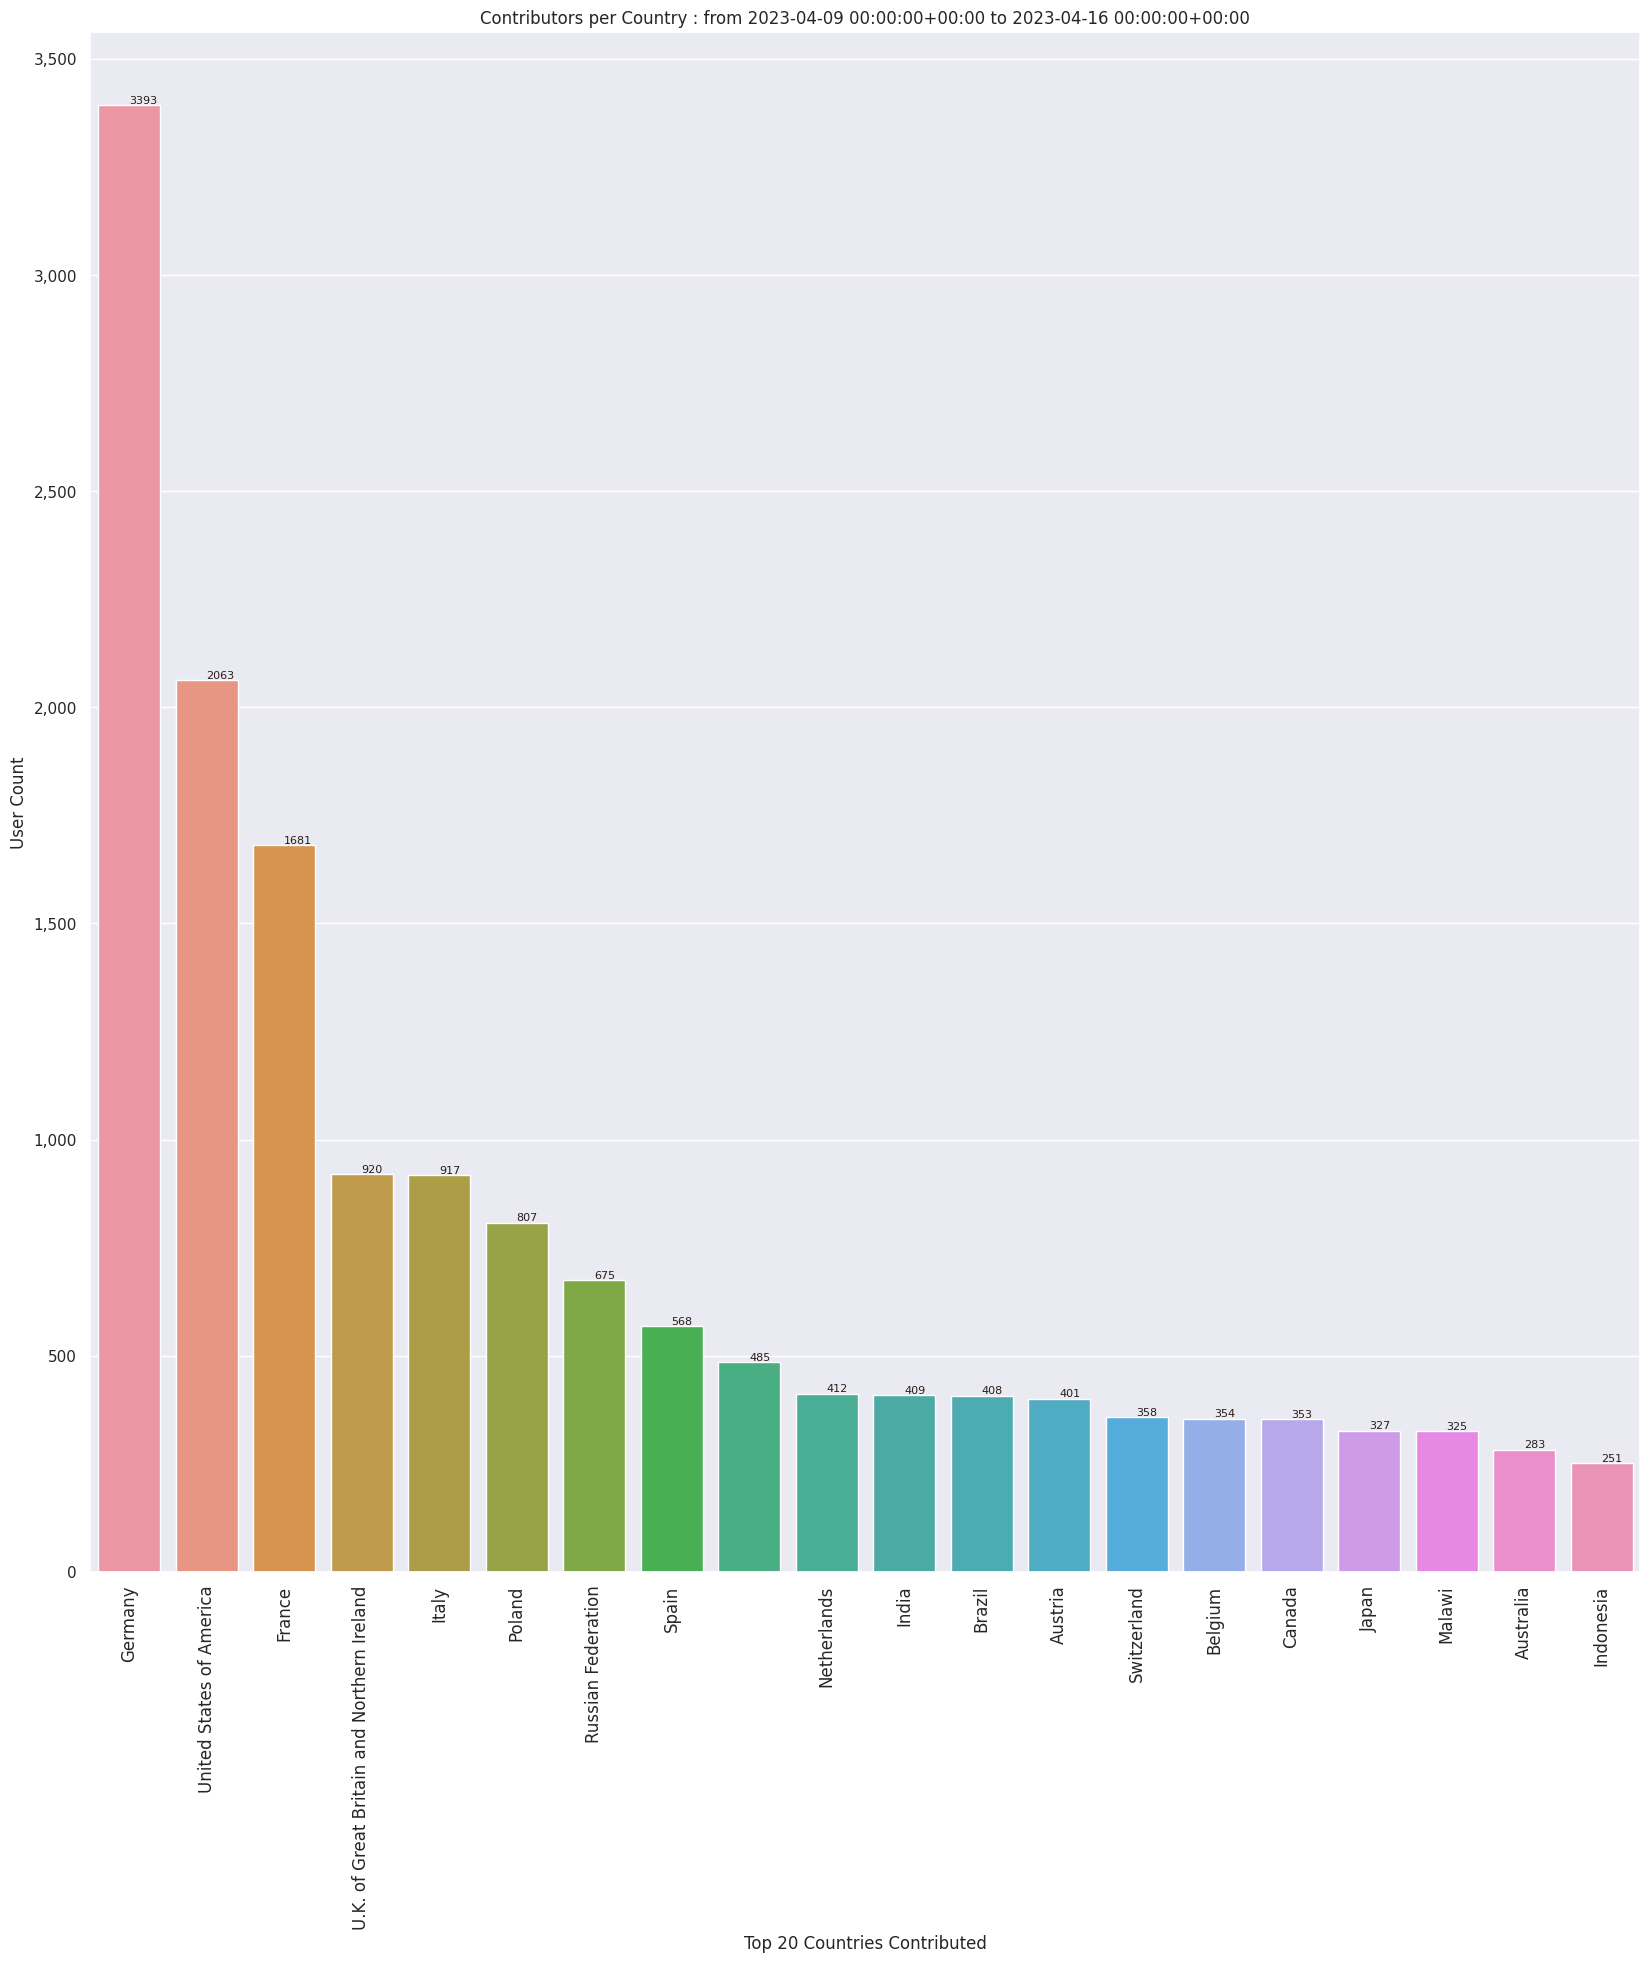 Contributors per Country : from 2023-04-09 00:00:00+00:00 to 2023-04-16 00:00:00+00:00
3,500
3,000
2,500
2,000
1,500
1,000
500
0
User Count
3393
2063
1681
920
917
807
675
568
485
412
409
408
401
358
354
353
327
325
283
251
Germany
United States of America
France
U.K. of Great Britain and Northern Ireland
Italy
Poland
Russian Federation
Spain
Netherlands
India
Brazil
Austria
Switzerland
Belgium
Canada
Japan
Malawi
Australia
Indonesia
Top 20 Countries Contributed